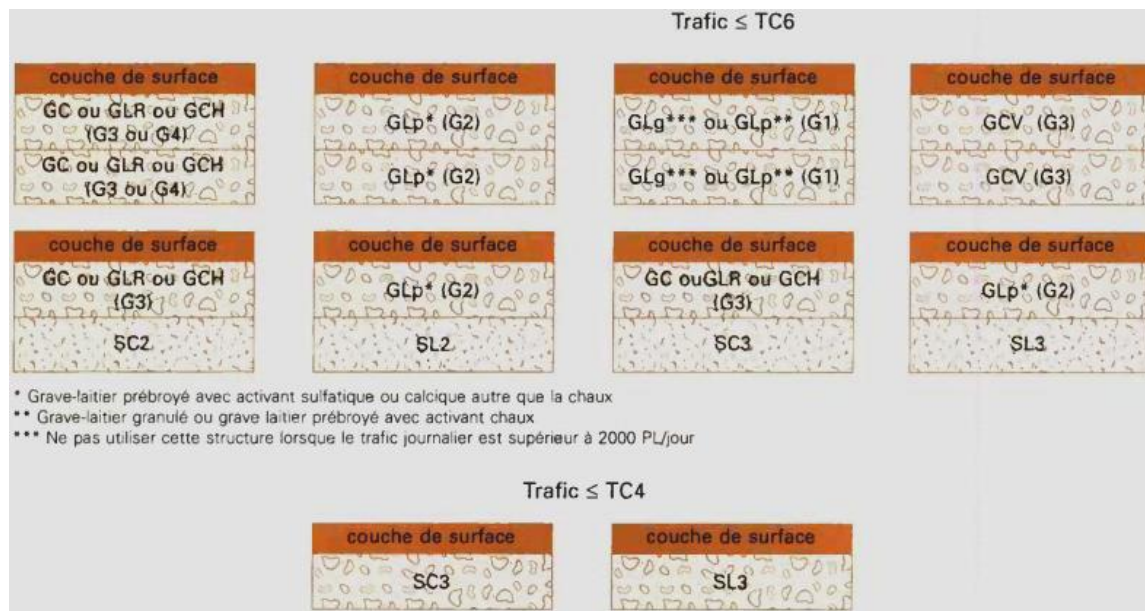 Trafic ≤ TC6
couche de surface
GC ou GLR ou GCH
(G3 ou G4)
GC ou GLR ou GCH
(G3 ou G4)
couche de surface
GLp* (G2)
GLp* (G2)
couche de surface
GLg*** ou GLp** (G1)
GLg*** ou GLp** (G1)
couche de surface
GCV (G3)
GCV (G3)
couche de surface
GC ou GLR ou GCH
(G3)
SC2
couche de surface
GLp* (G2)
SL2
couche de surface
GC ouGLR ou GCH
(G3)
SC3
couche de surface
GLp* (G2)
SL3
* Grave-laitier prébroyé avec activant sulfatique ou calcique autre que la chaux
** Grave-laitier granulé ou grave laitier prébroyé avec activant chaux
*** Ne pas utiliser cette structure lorsque le trafic journalier est supérieur à 2000 PL/jour
Trafic ≤ TC4
couche de surface
SC3
couche de surface
SL3